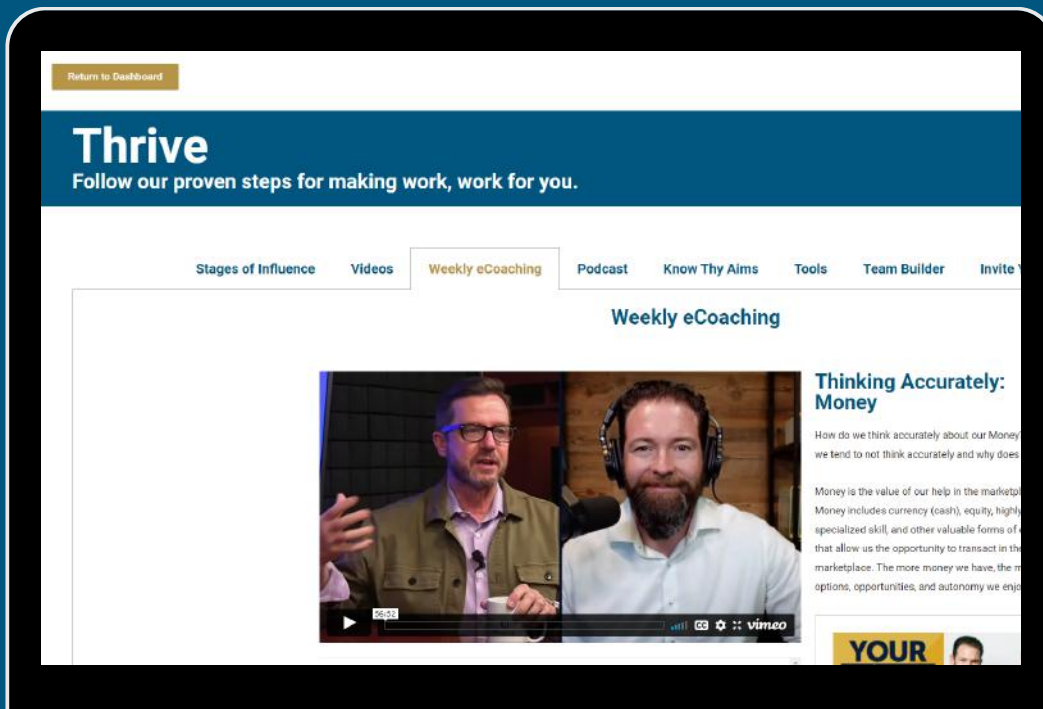 Return to Dashboard
Thrive
Follow our proven steps for making work, work for you.
Stages of Influence Videos Weekly eCoaching Podcast Know Thy Aims Tools Team Builder Invite
Weekly eCoaching
Thinking Accurately:
Money
How do we think accurately about our Money
we tend to not think accurately and why does
Money is the value of our help in the
Money includes currency (cash), equity, highly
specialized skill, and other valuable forms of
that allow us the opportunity to transact in the
marketplace. The more money we have, the
options, opportunities, and autonomy we enjo
56:52
CC vimeo
YOUR